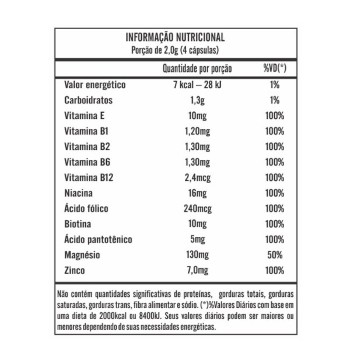 INFORMAÇÃO NUTRICIONAL
Porção de 2,0g (4 cápsulas)
Quantidade por porção %VD(*)
Valor energético 7 kcal – 28 kJ 1%
Carboidratos 1,3g 1%
Vitamina E 10mg 100%
Vitamina B1 1,20mg 100%
Vitamina B2 1,30mg 100%
Vitamina B6 1,30mg 100%
Vitamina B12 2,4mcg 100%
Niacina 16mg 100%
Ácido fólico 240mcg 100%
Biotina 10mg 100%
Ácido pantotênico 5mg 100%
Magnésio 130mg 50%
Zinco 7,0mg 100%
Não contém quantidades significativas de proteínas, gorduras totais, gorduras
saturadas, gorduras trans, fibra alimentar e sódio. (*)%Valores Diários com base em
uma dieta de 2000kcal ou 8400kJ. Seus valores diários podem ser maiores ou
menores dependendo de suas necessidades energéticas.